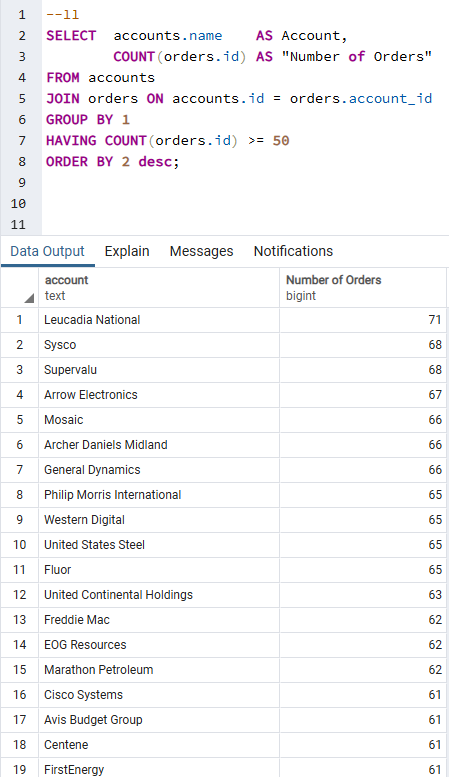 1 --11
2 SELECT accounts.name AS Account,
3 COUNT(orders.id) AS "Number of Orders"
4 FROM accounts
5 JOIN orders ON accounts.id = orders.account_id
6 GROUP BY 1
7 HAVING COUNT(orders.id) >= 50
8 ORDER BY 2 desc;
9
10
11
Data Output Explain Messages Notifications
account Number of Orders
text bigint
1 Leucadia National 71
2 Sysco 68
3 Supervalu 68
4 Arrow Electronics 67
5 Mosaic 66
6 Archer Daniels Midland 66
7 General Dynamics 66
8 Philip Morris International 65
9 Western Digital 65
10 United States Steel 65
11 Fluor 65
12 United Continental Holdings 63
13 Freddie Mac 62
14 EOG Resources 62
15 Marathon Petroleum 62
16 Cisco Systems 61
17 Avis Budget Group 61
18 Centene 61
19 FirstEnergy 61